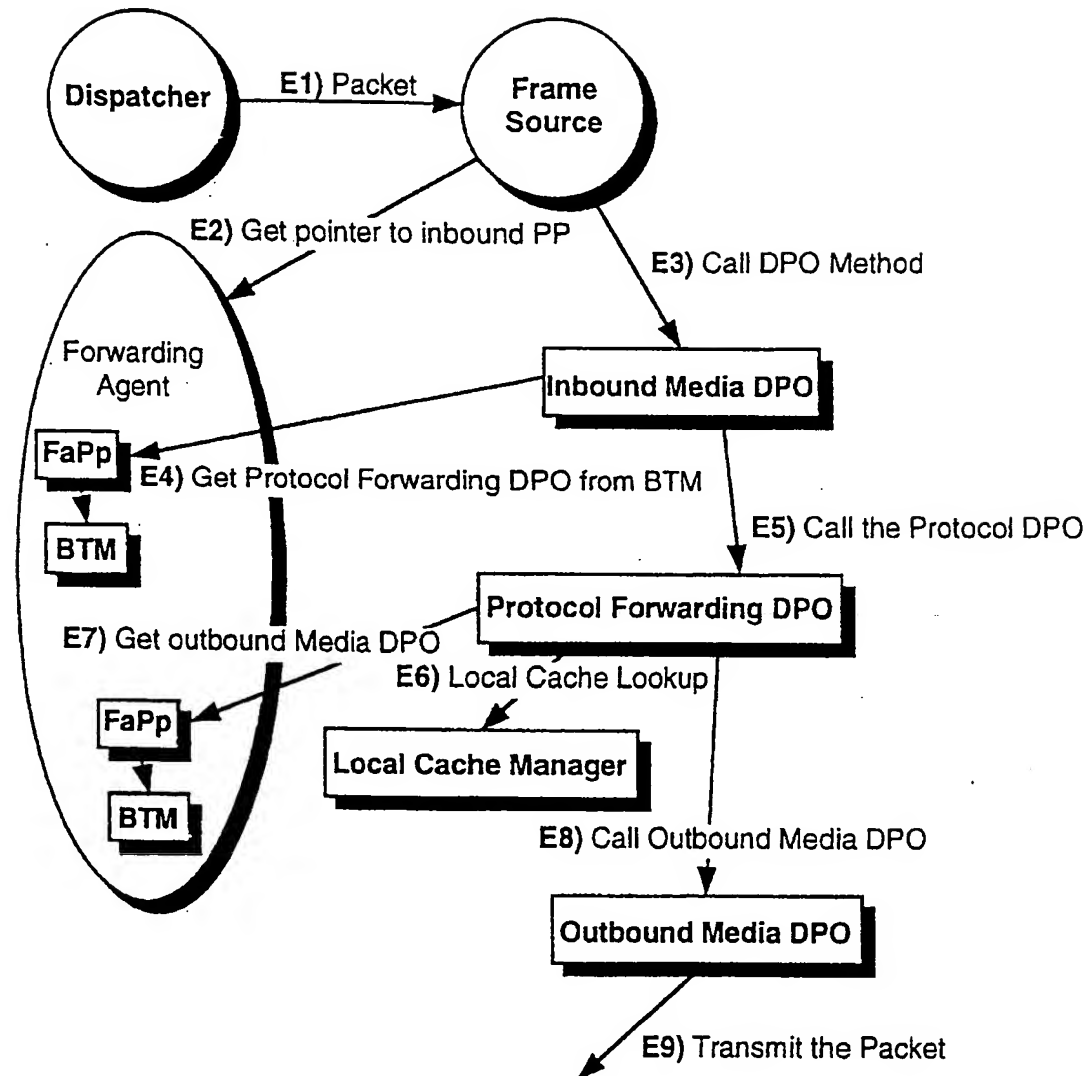 Dispatcher
E1) Packet
Frame
Source
E2) Get pointer to inbound PP
E3) Call DPO Method
Forwarding
Agent
Inbound Media DPO
FaPp
E4) Get Protocol Forwarding DPO from BTM
BTM
E5) Call the Protocol DPO
Protocol Forwarding DPO
E7) Get outbound Media DPO
E6) Local Cache Lookup
FaPp
Local Cache Manager
BTM
E8) Call Outbound Media DPO
Outbound Media DPO
E9) Transmit the Packet